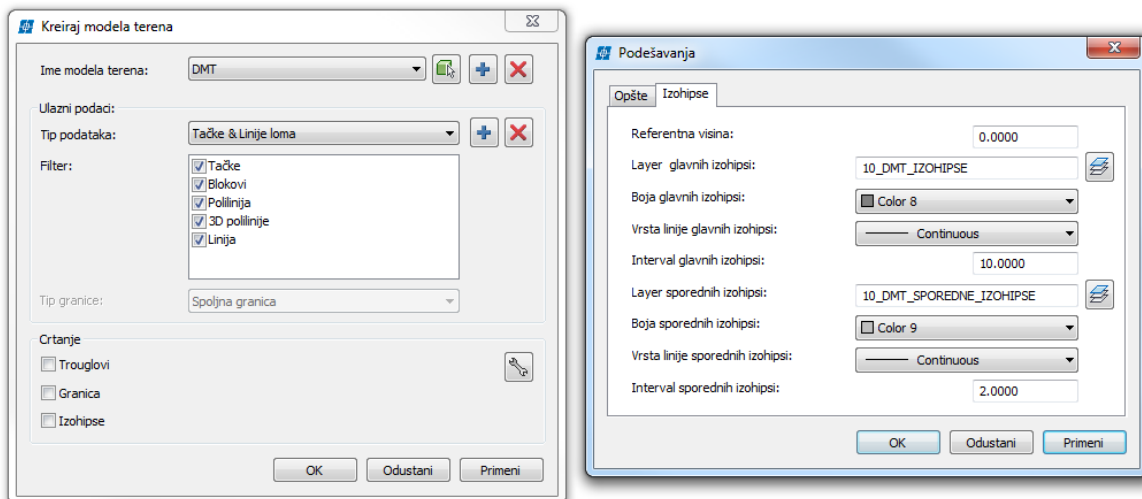 Kreiraj modela terena
Ime modela terena: DMT
Ulazni podaci:
Tip podataka: Tačke & Linije loma
Filter:
Tačke
Blokovi
Polilinija
3D polilinije
Linija
Tip granice: Spoljna granica
Crtanje
Trouglovi
Granica
Izohipse
OK Odustani Primeni
Podešavanja
Opšte Izohipse
Referentna visina: 0.0000
Layer glavnih izohipsi: 10_DMT_IZOHIPSE
Boja glavnih izohipsi: Color 8
Vrsta linije glavnih izohipsi: Continuous
Interval glavnih izohipsi: 10.0000
Layer sporednih izohipsi: 10_DMT_SPOREDNE_IZOHIPSE
Boja sporednih izohipsi: Color 9
Vrsta linije sporednih izohipsi: Continuous
Interval sporednih izohipsi: 2.0000
OK Odustani Primeni